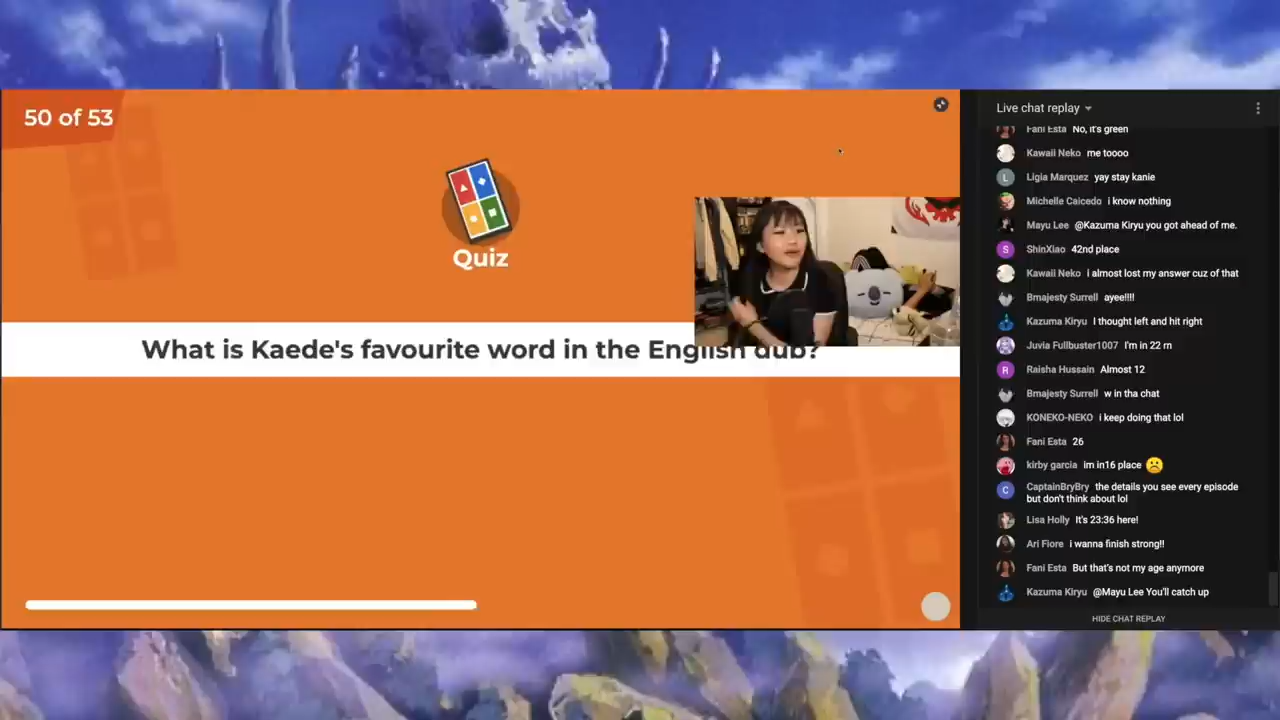 50 of 53
Quiz
What is Kaede's favourite word in the English dub?
Live chat replay
Fani Esta No, it's green
Kawaii Neko me toooo
L
Ligia Marquez yay stay kanie
Michelle Caicedo i know nothing
Mayu Lee @Kazuma Kiryu you got ahead of me.
S
ShinXiao 42nd place
Kawaii Neko i almost lost my answer cuz of that
Bmajesty Surrell ayee!!!!
Kazuma Kiryu I thought left and hit right
Juvia Fullbuster1007 I'm in 22 rn
R
Raisha Hussain Almost 12
Bmajesty Surrell w in tha chat
KONEKO-NEKO i keep doing that lol
Fani Esta 26
kirby garcia im in16 place
C
CaptainBryBry the details you see every episode
but don't think about lol
Lisa Holly It's 23:36 here!
Ari Fiore i wanna finish strong!!
Fani Esta But that's not my age anymore
Kazuma Kiryu @Mayu Lee You'll catch up
HIDE CHAT REPLAY